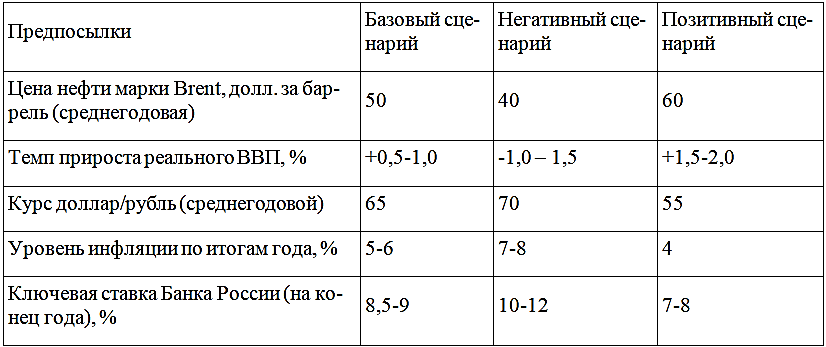 Предпосылки
Базовый сце-
нарий
Негативный сце-
нарий
Позитивный сце-
нарий
Цена нефти марки Brent, долл. за бар-
рель (среднегодовая)
50
40
60
Темп прироста реального ВВП, %
+0,5-1,0
-1,0 – 1,5
+1,5-2,0
Курс доллар/рубль (среднегодовой)
65
70
55
Уровень инфляции по итогам года, %
5-6
7-8
4
Ключевая ставка Банка России (на ко-
нец года), %
8,5-9
10-12
7-8